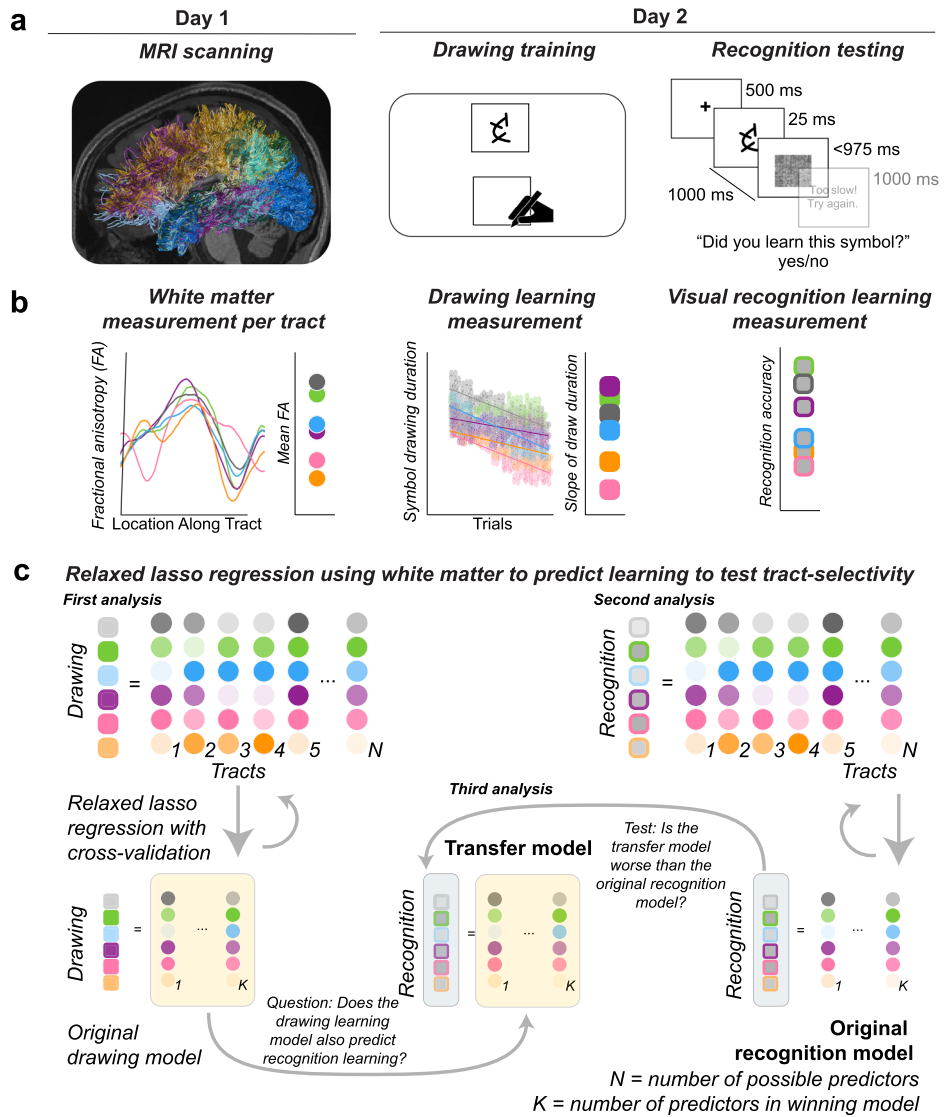 a
Day 1
Day 2
MRI scanning
Drawing training
Recognition testing
+
500 ms
25 ms
<975 ms
1000 ms
1000 ms
Too slow!
Try again.
“Did you learn this symbol?”
yes/no
b
White matter
measurement per tract
Drawing learning
measurement
Visual recognition learning
measurement
Fractional anisotropy (FA)
Location Along Tract
Mean FA
Symbol drawing duration
Trials
Slope of draw duration
Recognition accuracy
c
Relaxed lasso regression using white matter to predict learning to test tract-selectivity
First analysis
Second analysis
Drawing
=
...
1 2 3 4 5 N
Tracts
Recognition
=
...
1 2 3 4 5 N
Tracts
Relaxed lasso
regression with
cross-validation
Third analysis
Transfer model
Test: Is the
transfer model
worse than the
original recognition
model?
Drawing
=
...
1 K
Recognition
=
...
1 K
Recognition
=
...
1 K
Original
drawing model
Question: Does the
drawing learning
model also predict
recognition learning?
Original
recognition model
N = number of possible predictors
K = number of predictors in winning model